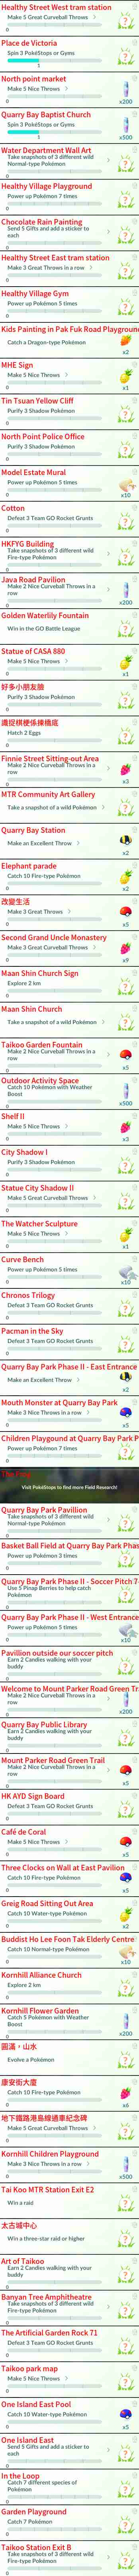 Healthy Street West tram station
Make 5 Great Curveball Throws
0
Place de Victoria
Spin 3 PokéStops or Gyms
1
North point market
Make 5 Nice Throws
x200
0
Quarry Bay Baptist Church
Spin 3 PokéStops or Gyms
x500
1
Water Department Wall Art
Take snapshots of 3 different wild
Normal-type Pokémon
0
Healthy Village Playground
Power up Pokémon 7 times
0
Chocolate Rain Painting
Send 5 Gifts and add a sticker to
each
0
Healthy Street East tram station
Make 3 Great Throws in a row
0
Healthy Village Gym
Power up Pokémon 5 times
0
Kids Painting in Pak Fuk Road Playground
Catch a Dragon-type Pokémon
x2
0
MHE Sign
Make 5 Nice Throws
x1
0
Tin Tsuan Yellow Cliff
Purify 3 Shadow Pokémon
0
North Point Police Office
Purify 3 Shadow Pokémon
0
Model Estate Mural
Power up Pokémon 5 times
x10
0
Cotton
Defeat 3 Team GO Rocket Grunts
0
HKFYG Building
Take snapshots of 3 different wild
Fire-type Pokémon
0
Java Road Pavilion
Make 2 Nice Curveball Throws in a
row
x200
0
Golden Waterlily Fountain
Win in the GO Battle League
0
Statue of CASA 880
Make 5 Nice Throws
x1
0
好多小朋友臉
Purify 3 Shadow Pokémon
0
識捉棋梗係揀橋底
Hatch 2 Eggs
0
Finnie Street Sitting-out Area
Make 2 Nice Curveball Throws in a
row
x3
0
MTR Community Art Gallery
Take a snapshot of a wild Pokémon
0
Quarry Bay Station
Make an Excellent Throw
x2
0
Elephant parade
Catch 10 Fire-type Pokémon
x2
0
改變生活
Make 3 Great Throws
x5
0
Second Grand Uncle Monastery
Make 3 Great Curveball Throws
x9
0
Maan Shin Church Sign
Explore 2 km
0
Maan Shin Church
Take a snapshot of a wild Pokémon
0
Taikoo Garden Fountain
Make 2 Nice Curveball Throws in a
row
x5
0
Outdoor Activity Space
Catch 10 Pokémon with Weather
Boost
x500
0
Shelf II
Make 5 Nice Throws
x3
0
City Shadow I
Purify 3 Shadow Pokémon
0
Statue City Shadow II
Make 5 Great Curveball Throws
0
The Watcher Sculpture
Make 5 Nice Throws
x1
0
Curve Bench
Power up Pokémon 5 times
x10
0
Chronos Trilogy
Defeat 3 Team GO Rocket Grunts
0
Pacman in the Sky
Defeat 3 Team GO Rocket Grunts
0
Quarry Bay Park Phase II - East Entrance
Make an Excellent Throw
x2
0
Mouth Monster at Quarry Bay Park
Make 3 Nice Throws in a row
x5
0
Children Playground at Quarry Bay Park P
Power up Pokémon 7 times
0
Visit PokéStops to find more Field Research!
Quarry Bay Park Pavillion
Take snapshots of 3 different wild
Normal-type Pokémon
0
Basket Ball Field at Quarry Bay Park Phas
Power up Pokémon 3 times
0
Quarry Bay Park Phase II - Soccer Pitch 7-
Use 5 Pinap Berries to help catch
Pokémon
0
Quarry Bay Park Phase II - West Entrance
Power up Pokémon 5 times
x10
0
Pavillion outside our soccer pitch
Earn 2 Candies walking with your
buddy
0
Welcome to Mount Parker Road Green Tr
Make 2 Nice Curveball Throws in a
row
x200
0
Quarry Bay Public Library
Earn 2 Candies walking with your
buddy
0
Mount Parker Road Green Trail
Make 2 Nice Curveball Throws in a
row
x5
0
HK AYD Sign Board
Defeat 3 Team GO Rocket Grunts
0
Café de Coral
Make 5 Nice Throws
x5
0
Three Clocks on Wall at East Pavilion
Catch 10 Fire-type Pokémon
x5
0
Greig Road Sitting Out Area
Catch 10 Water-type Pokémon
x2
0
Buddist Ho Lee Foon Tak Elderly Centre
Catch 10 Normal-type Pokémon
x10
0
Kornhill Alliance Church
Explore 2 km
0
Kornhill Flower Garden
Catch 5 Pokémon with Weather
Boost
x200
0
圓滿，山水
Evolve a Pokémon
0
康安街大廈
Catch 10 Fire-type Pokémon
x6
0
地下鐵路港島線通車紀念碑
Make 5 Great Curveball Throws
0
Kornhill Children Playground
Make 3 Nice Throws in a row
x500
0
Tai Koo MTR Station Exit E2
Win a raid
0
太古城中心
Win a three-star raid or higher
0
Art of Taikoo
Earn 2 Candies walking with your
buddy
0
Banyan Tree Amphitheatre
Take snapshots of 3 different wild
Fire-type Pokémon
0
The Artificial Garden Rock 71
Defeat 3 Team GO Rocket Grunts
0
Taikoo park map
Make 5 Nice Throws
0
One Island East Pool
Catch 10 Water-type Pokémon
x5
0
One Island East
Send 5 Gifts and add a sticker to
each
0
In the Loop
Catch 7 different species of
Pokémon
0
Garden Playground
Catch 7 Pokémon
0
Taikoo Station Exit B
Take snapshots of 3 different wild
Fire-type Pokémon
0